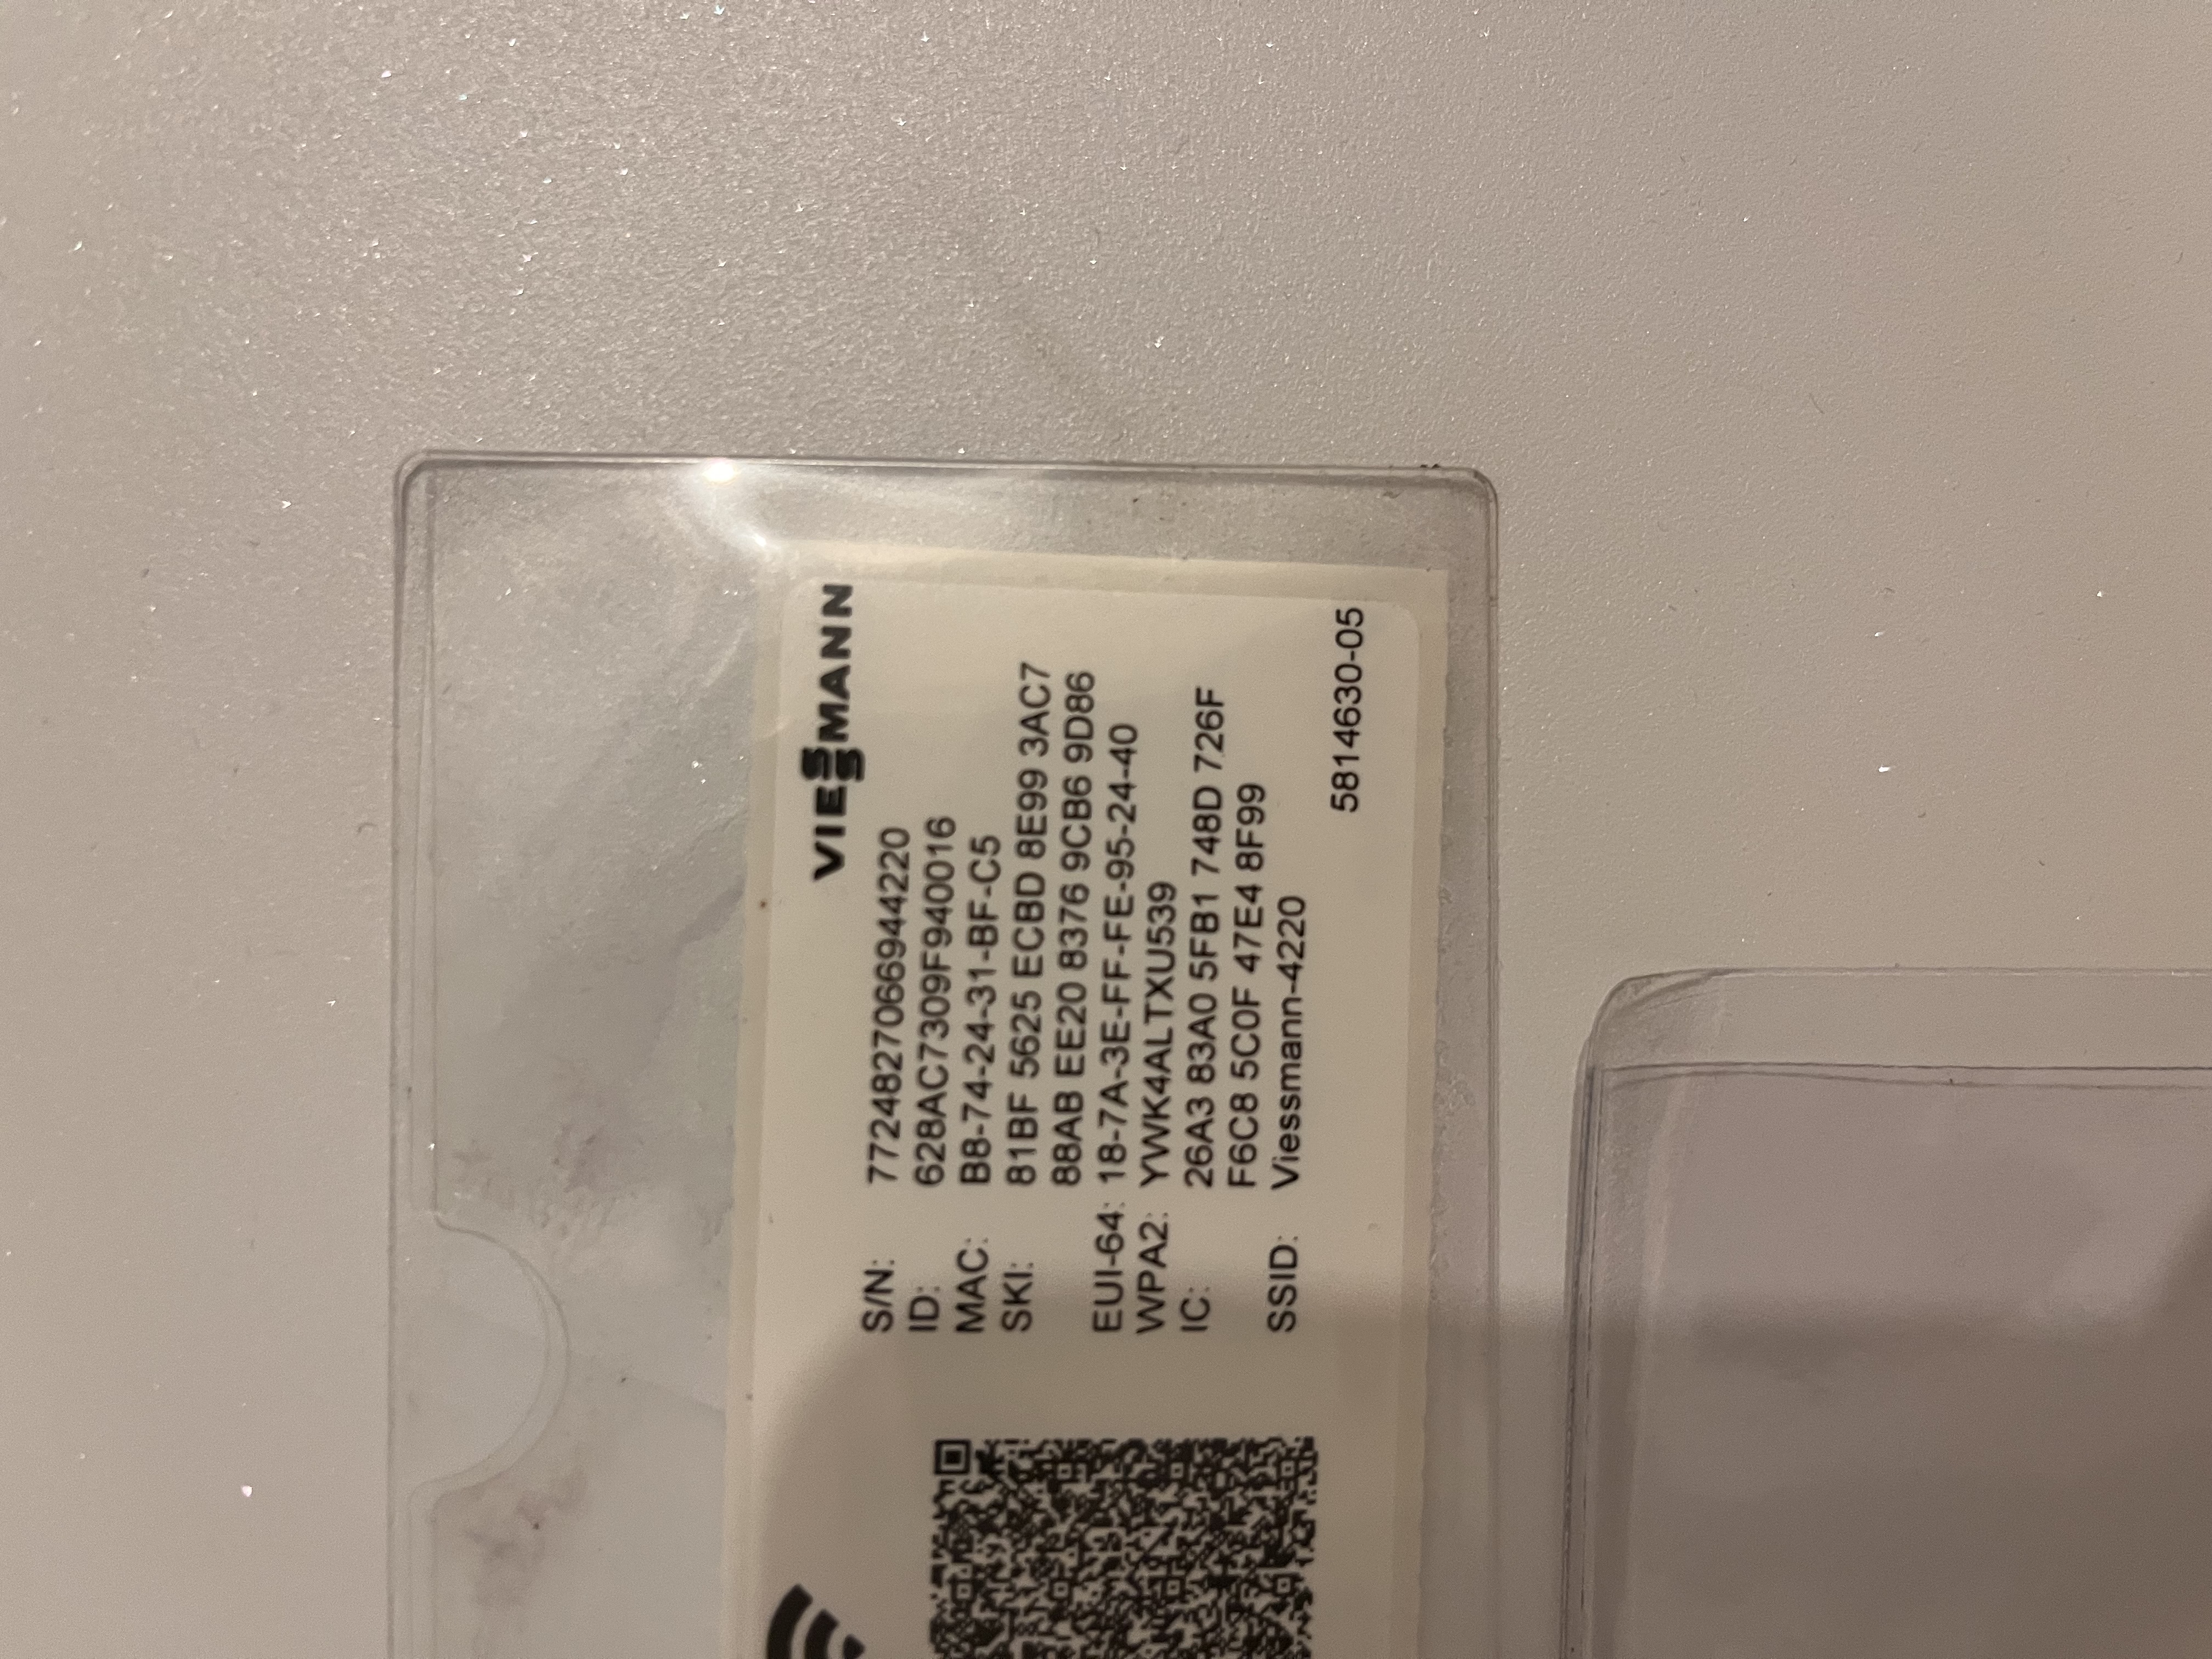 VIESSMANN
S/N: 7724827066944220
ID: 628AC7309F940016
MAC: B8-74-24-31-BF-C5
SKI: 81BF 5625 ECBD 8E99 3AC7
88AB EE20 8376 9CB6 9D86
EUI-64: 18-7A-3E-FF-FE-95-24-40
WPA2: YWK4ALTXU539
IC: 26A3 83A0 5FB1 748D 726F
F6C8 5C0F 47E4 8F99
SSID: Viessmann-4220
5814630-05